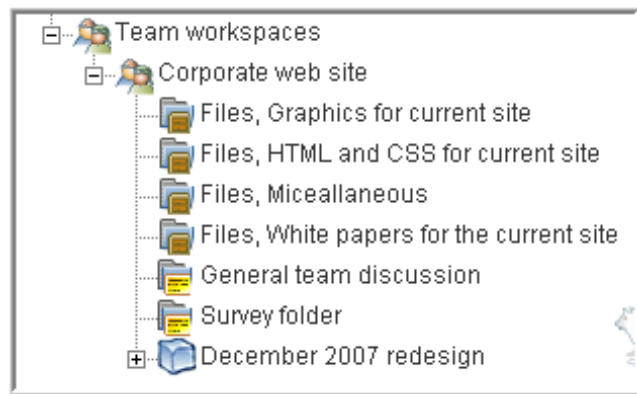 Team workspaces
Corporate web site
Files, Graphics for current site
Files, HTML and CSS for current site
Files, Miceallaneous
Files, White papers for the current site
General team discussion
Survey folder
December 2007 redesign